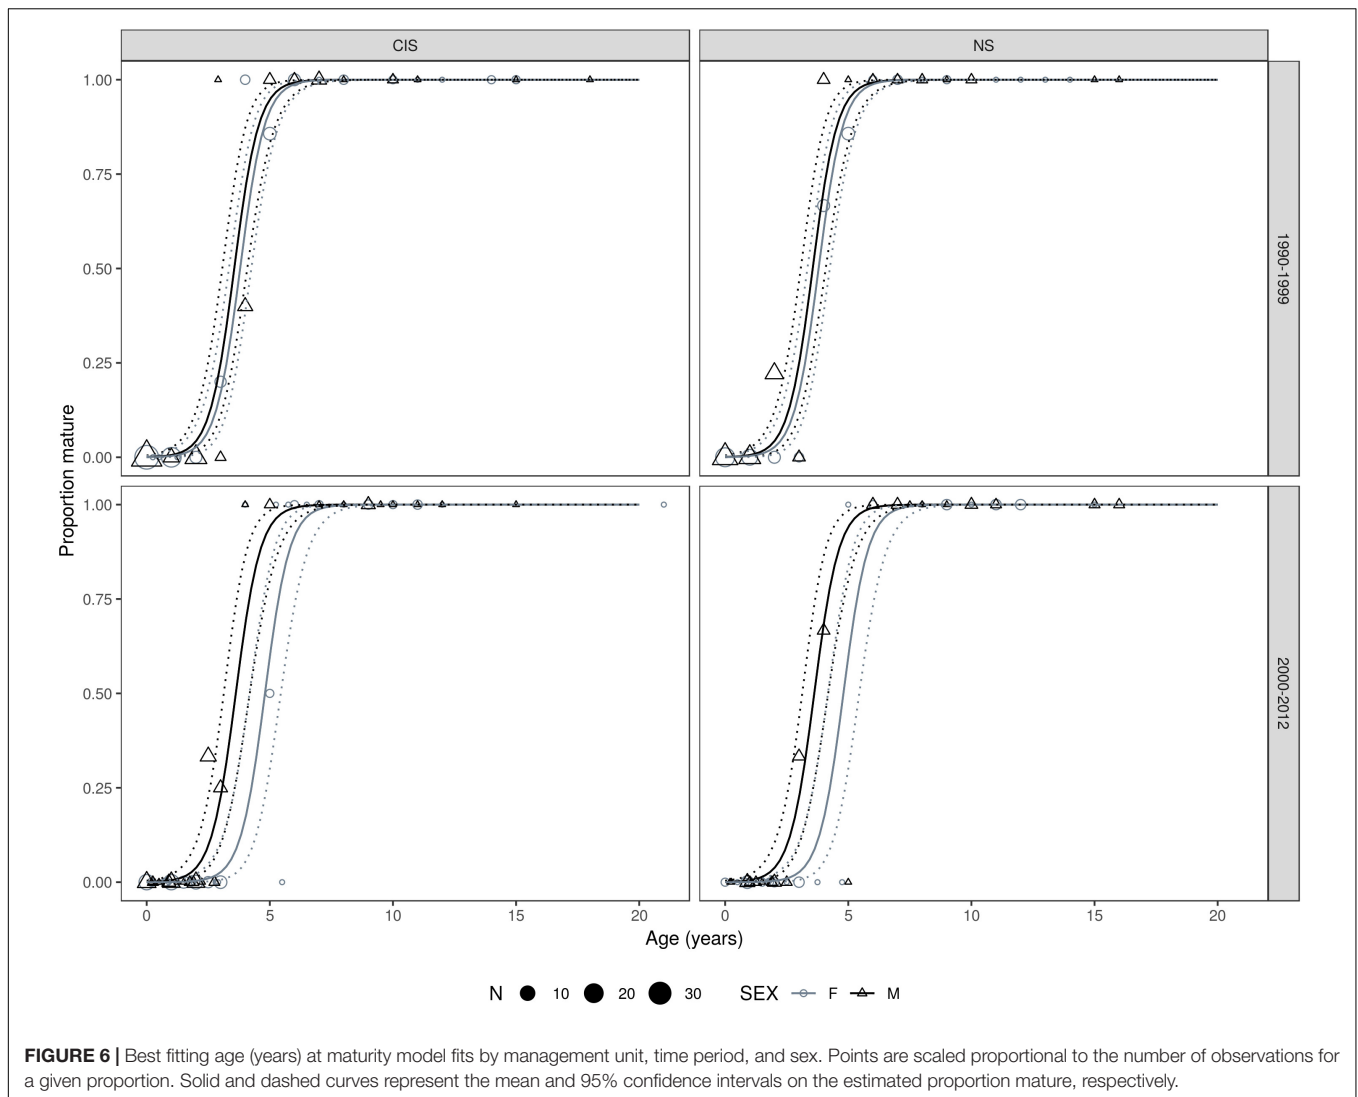 CIS
NS
1.00
0.75
0.50
0.25
0.00
1990-1999
1.00
0.75
0.50
0.25
0.00
2000-2012
Proportion mature
0 5 10 15 20
0 5 10 15 20
Age (years)
N 10 20 30 SEX F M
FIGURE 6 | Best fitting age (years) at maturity model fits by management unit, time period, and sex. Points are scaled proportional to the number of observations for
a given proportion. Solid and dashed curves represent the mean and 95% confidence intervals on the estimated proportion mature, respectively.